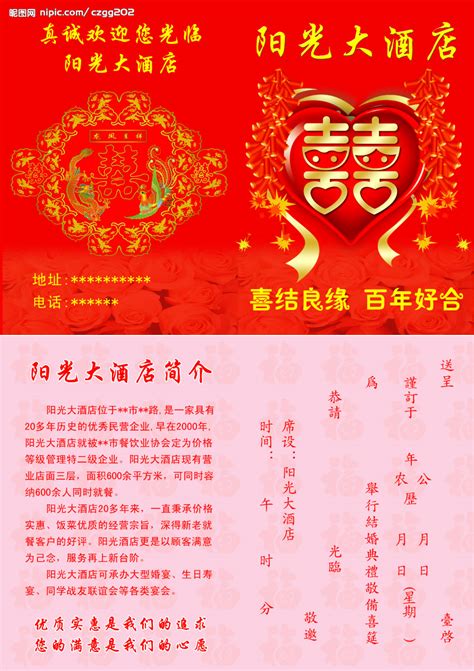 昵图网 nipic.com/czgg202
真诚欢迎您光临
阳光大酒店
龙凤呈祥
囍
地址:**********
电话:******
阳光大酒店
囍
喜结良缘 百年好合
阳光大酒店简介
阳光大酒店位于**市**路,是一家具有
20多年历史的优秀民营企业,早在2000年,
阳光大酒店就被**市餐饮业协会定为价格
等级管理特二级企业。阳光大酒店现有营
业店面三层,面积600余平方米,可同时容
纳600余人同时就餐。
阳光大酒店20多年来,一直秉承价格
实惠、饭菜优质的经营宗旨,深得新老就
餐客户的好评。阳光酒店更是以顾客满意
为己念,服务再上新台阶。
阳光大酒店可承办大型婚宴、生日寿
宴、同学战友联谊会等各类宴会。
优质实惠是我们的追求
您的满意是我们的心愿
送呈 臺啓
謹訂于 年 公 農 歷 月 月 日 日 (星期 )
爲 舉行結婚典禮敬備喜筵
恭請 光臨
敬邀
席设:阳光大酒店
时间: 午 时 分